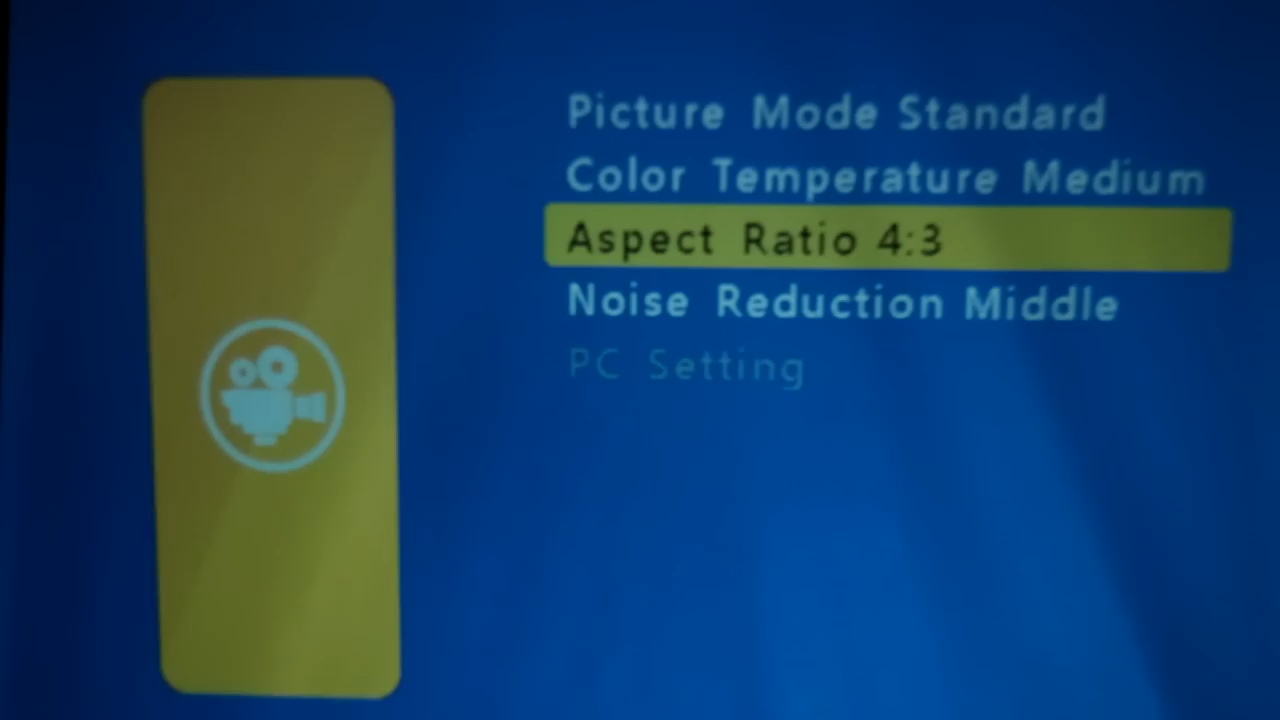 Picture Mode Standard
Color Temperature Medium
Aspect Ratio 4:3
Noise Reduction Middle
PC Setting